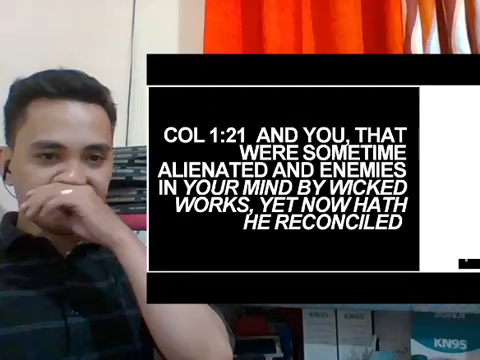 COL 1:21 AND YOU, THAT
WERE SOMETIME
ALIENATED AND ENEMIES
IN YOUR MIND BY WICKED
WORKS, YET NOW HATH
HE RECONCILED
KN95